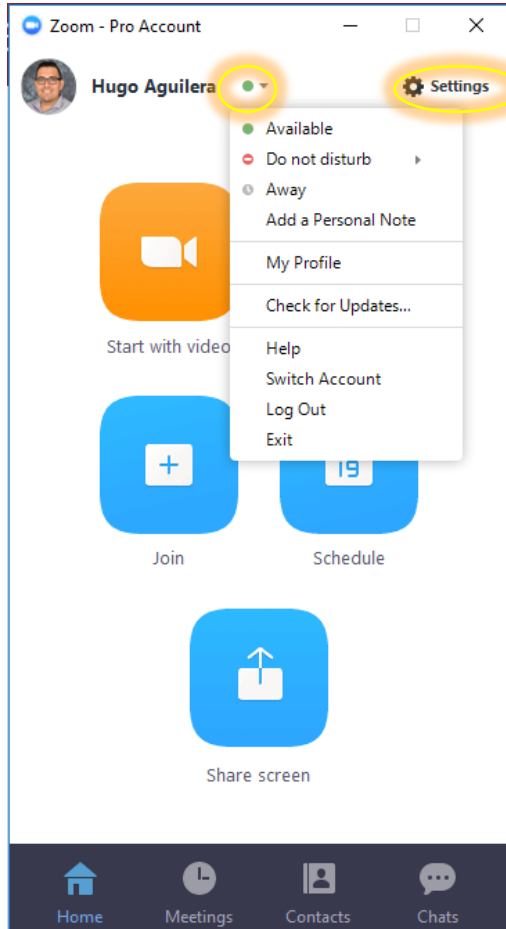 Zoom - Pro Account
Hugo Aguilera
Settings
Available
Do not disturb
Away
Add a Personal Note
My Profile
Check for Updates...
Help
Switch Account
Log Out
Exit
Start with video
19
Join
Schedule
Share screen
Home
Meetings
Contacts
Chats